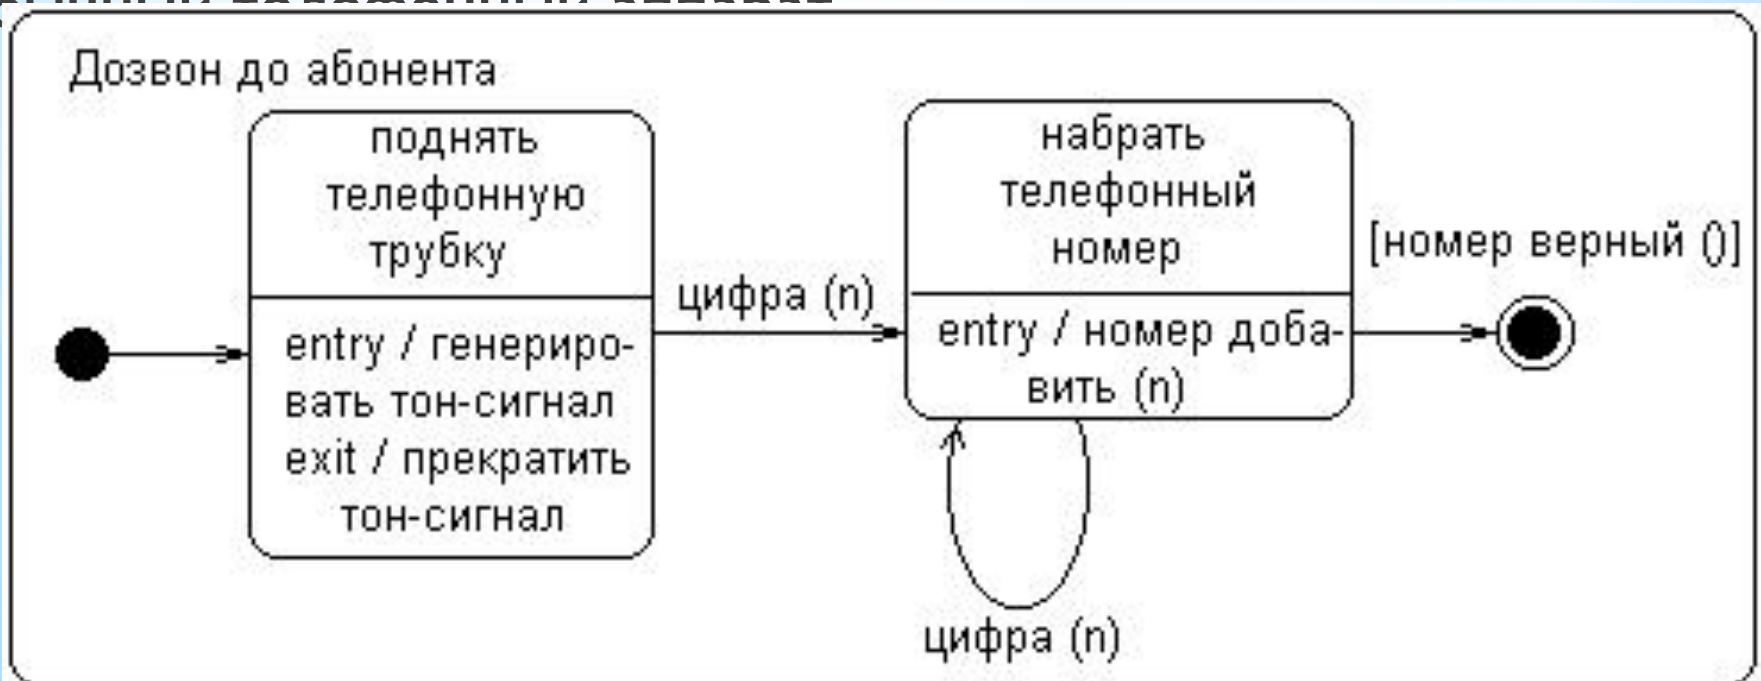 Дозвон до абонента
поднять
телефонную
трубку
entry / генериро-
вать тон-сигнал
exit / прекратить
тон-сигнал
цифра (n)
набрать
телефонный
номер
entry / номер доба-
вить (n)
цифра (n)
[номер верный ()]